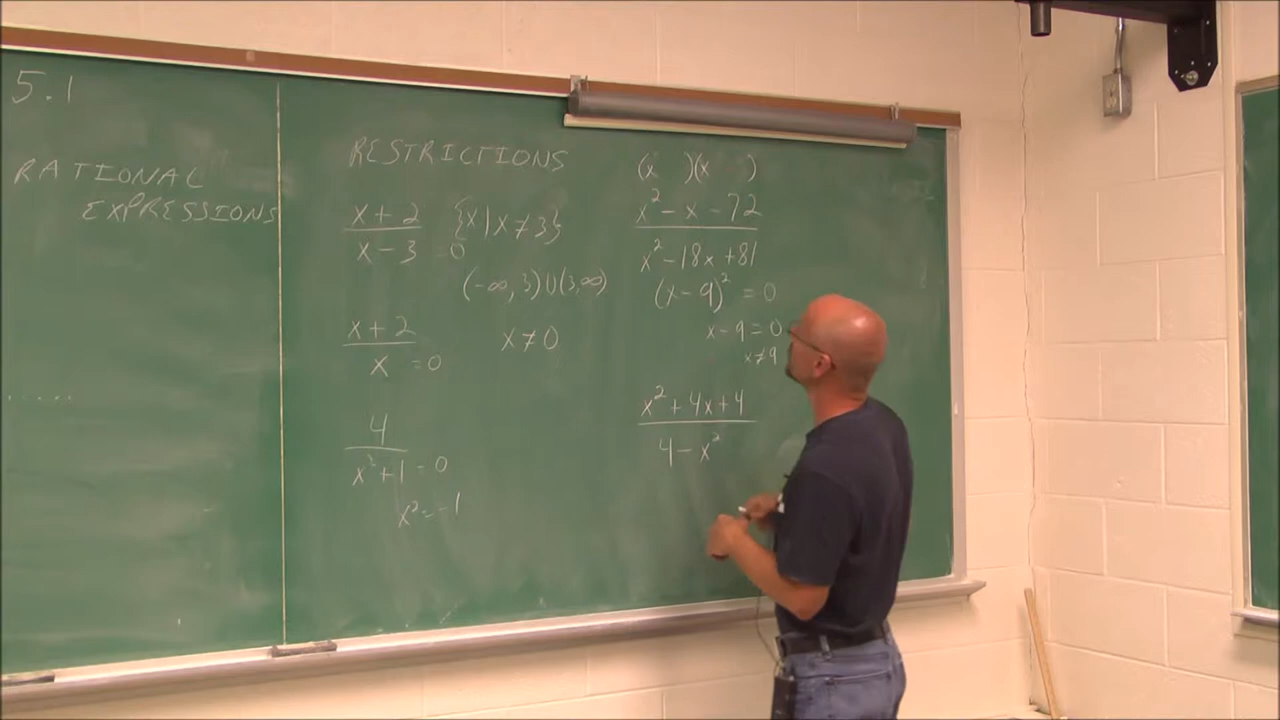 5.1
RATIONAL
EXPRESSIONS
RESTRICTIONS
x+2
x-3 =0
{x|x≠3}
(-∞,3)∪(3,∞)
x+2
x =0
x≠0
4
x²+1=0
x²=-1
(x )(x )
x²-x-72
x²-18x+81
(x-9)²=0
x-9=0
x≠9
x²+4x+4
4-x²